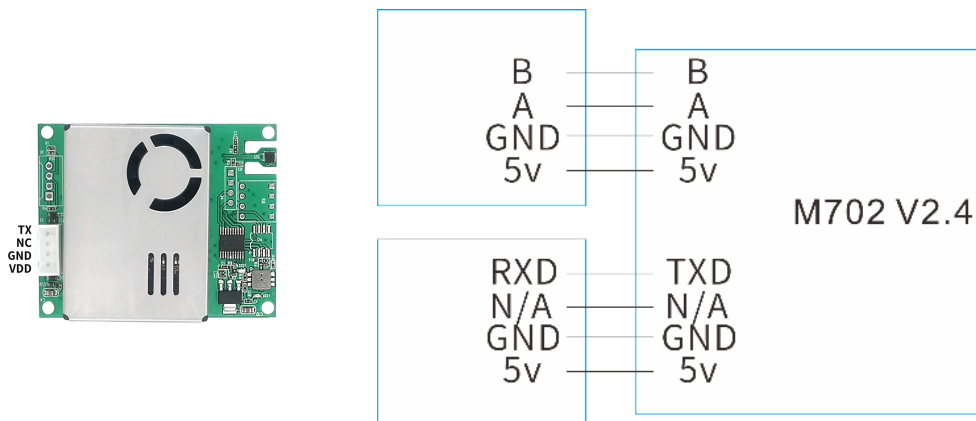 TX
NC
GND
VDD
B
A
GND
5v
B
A
GND
5v
RXD
N/A
GND
5v
TXD
N/A
GND
5v
M702 V2.4